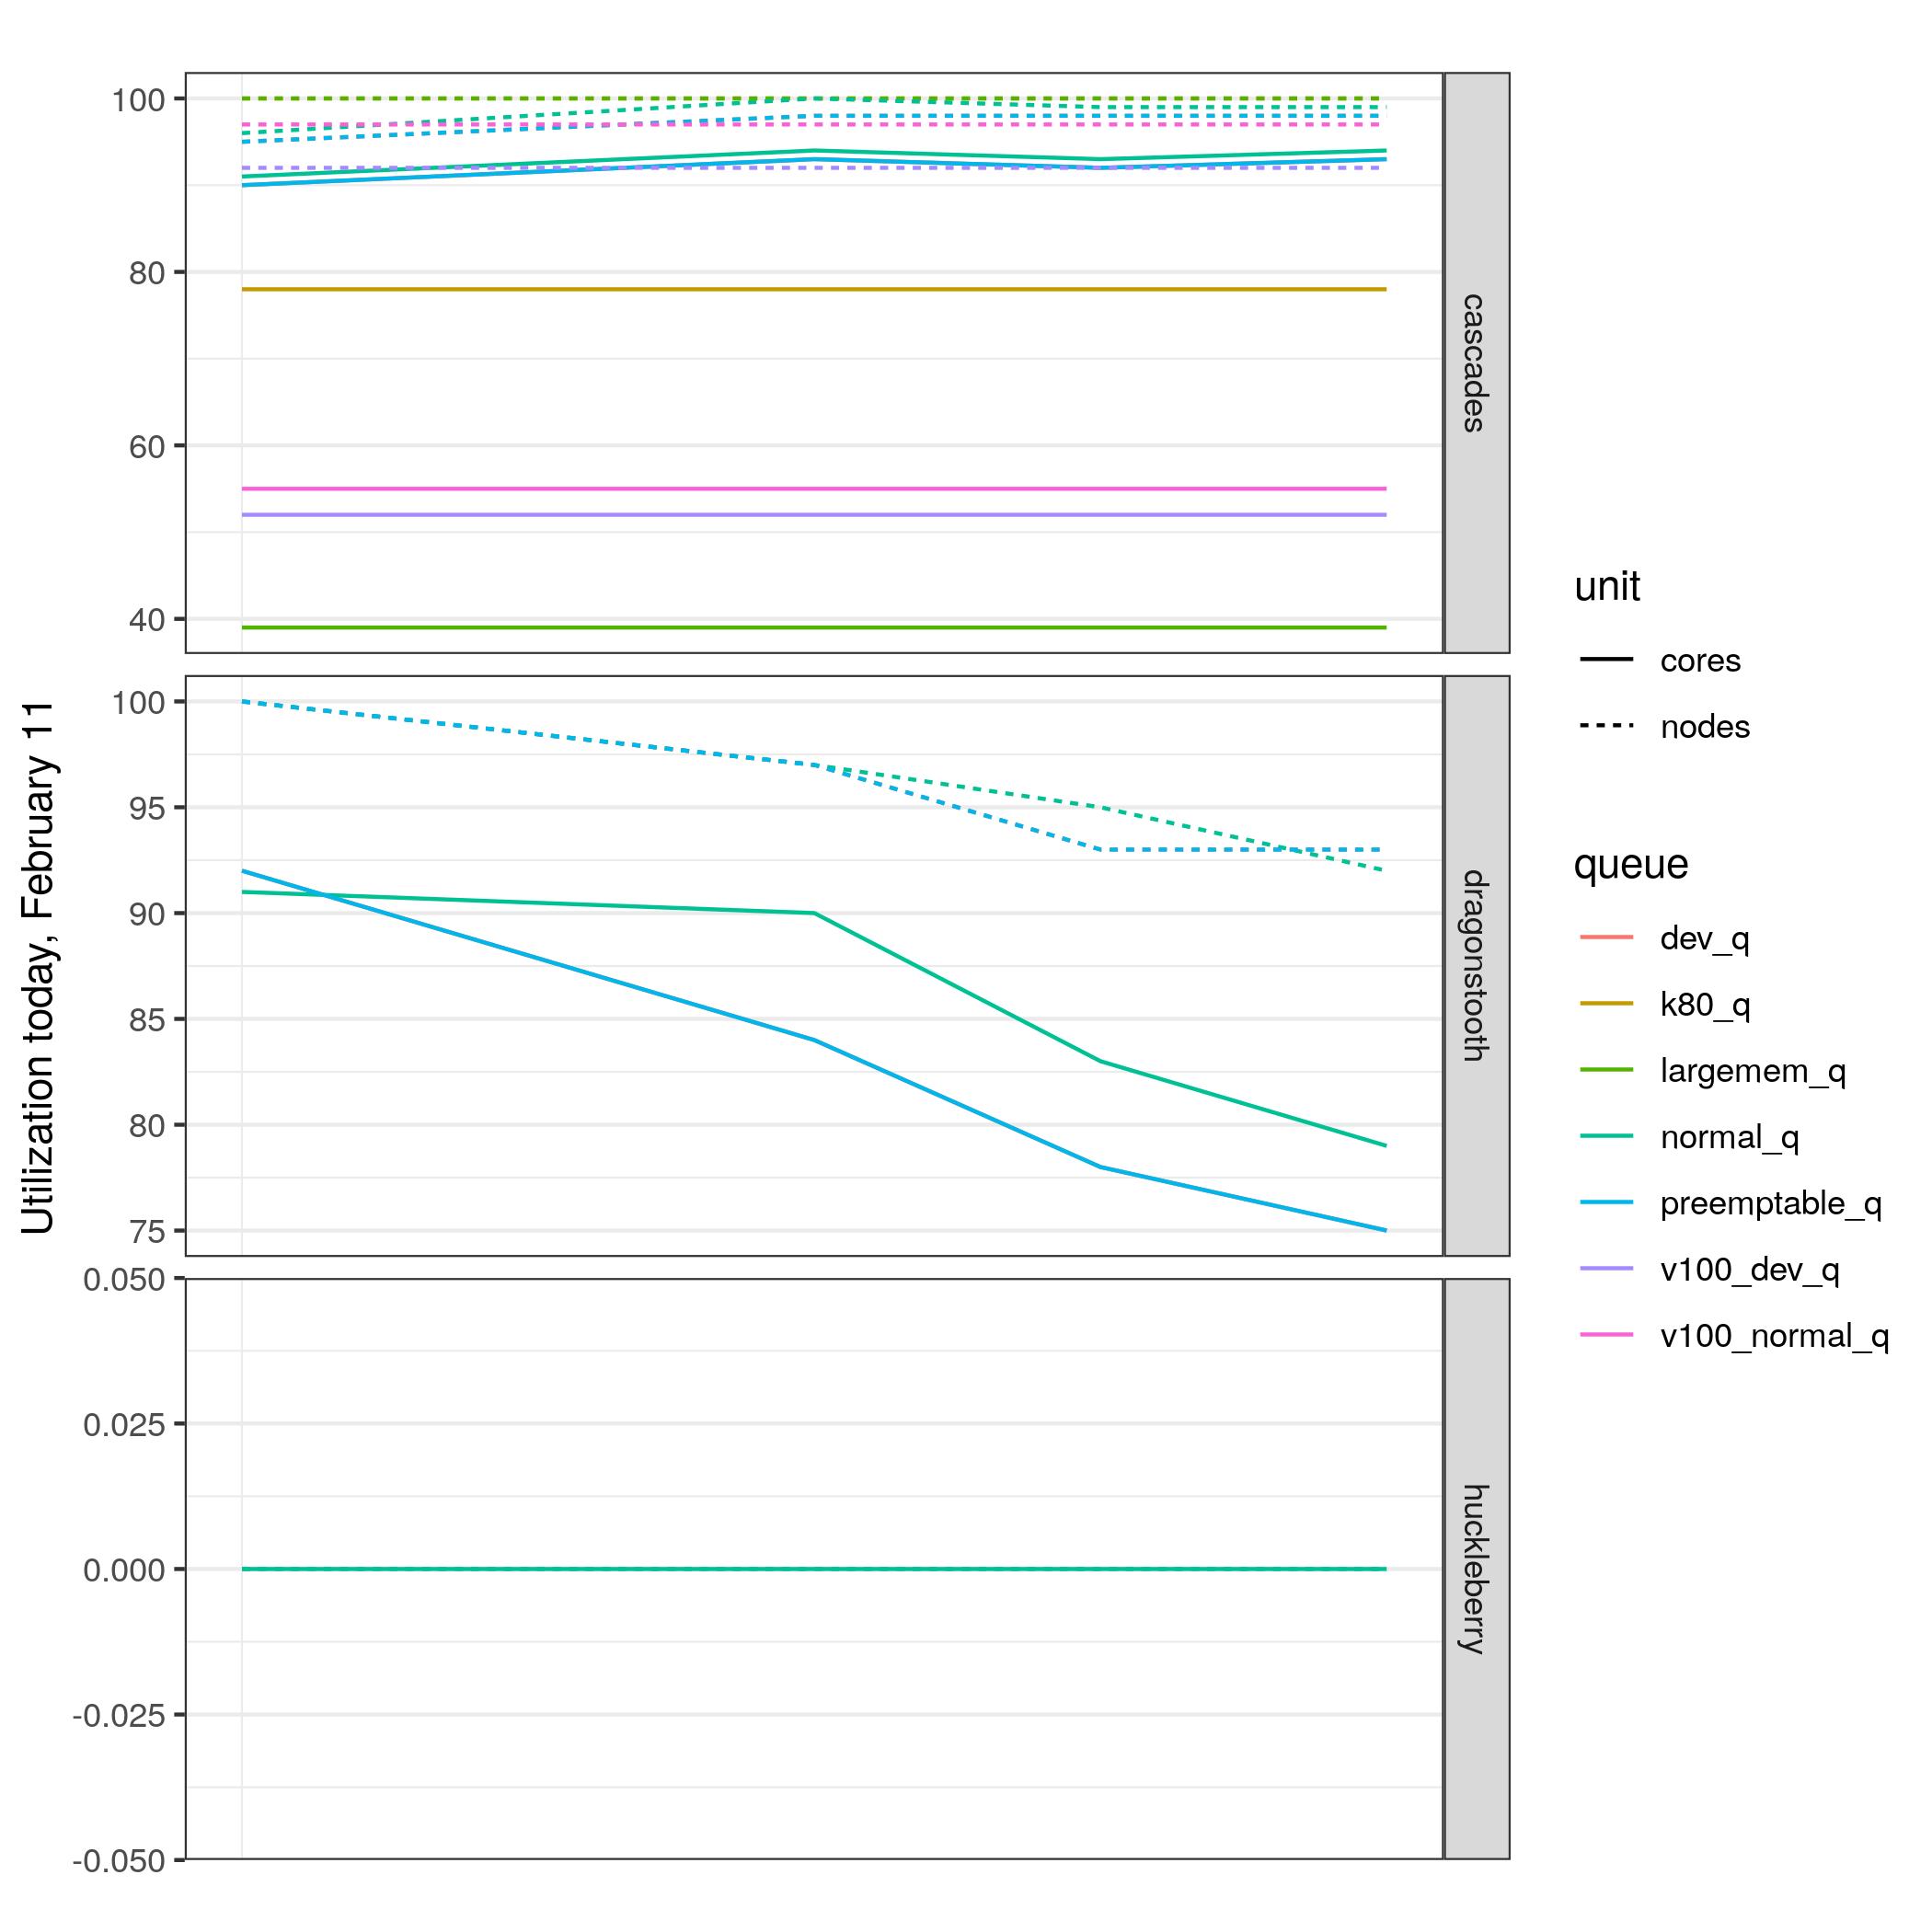 Utilization today, February 11
100
80
60
40
cascades
100
95
90
85
80
75
dragonstooth
0.050
0.025
0.000
-0.025
-0.050
huckleberry
unit
cores
nodes
queue
dev_q
k80_q
largemem_q
normal_q
preemptable_q
v100_dev_q
v100_normal_q